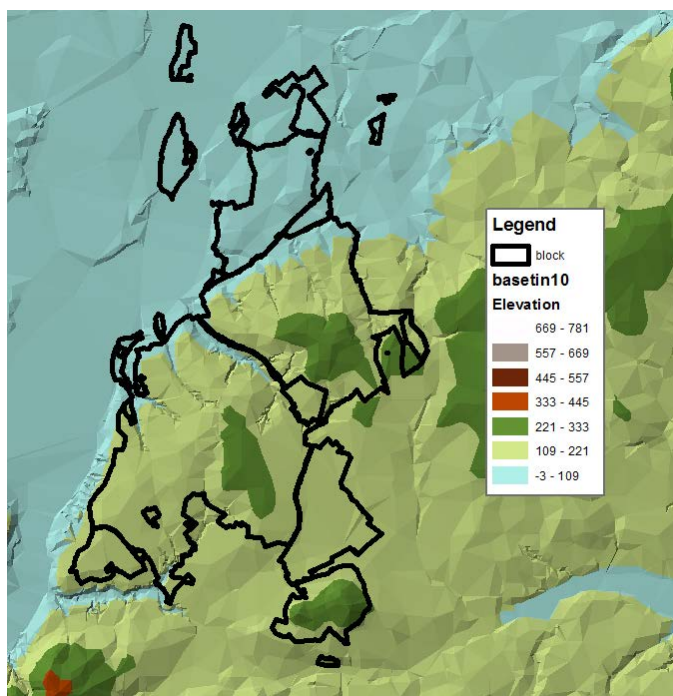 Legend
block
basetin10
Elevation
669 - 781
557 - 669
445 - 557
333 - 445
221 - 333
109 - 221
-3 - 109